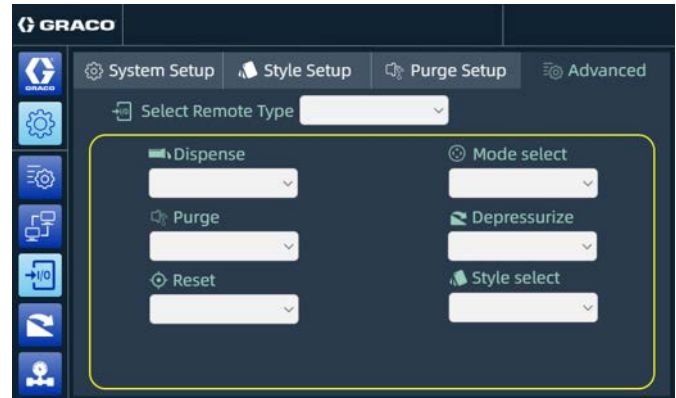 GRACO
GRACO
System Setup
Style Setup
Purge Setup
Advanced
I/O
Select Remote Type
Dispense
Mode select
Purge
Depressurize
I/O
Reset
Style select